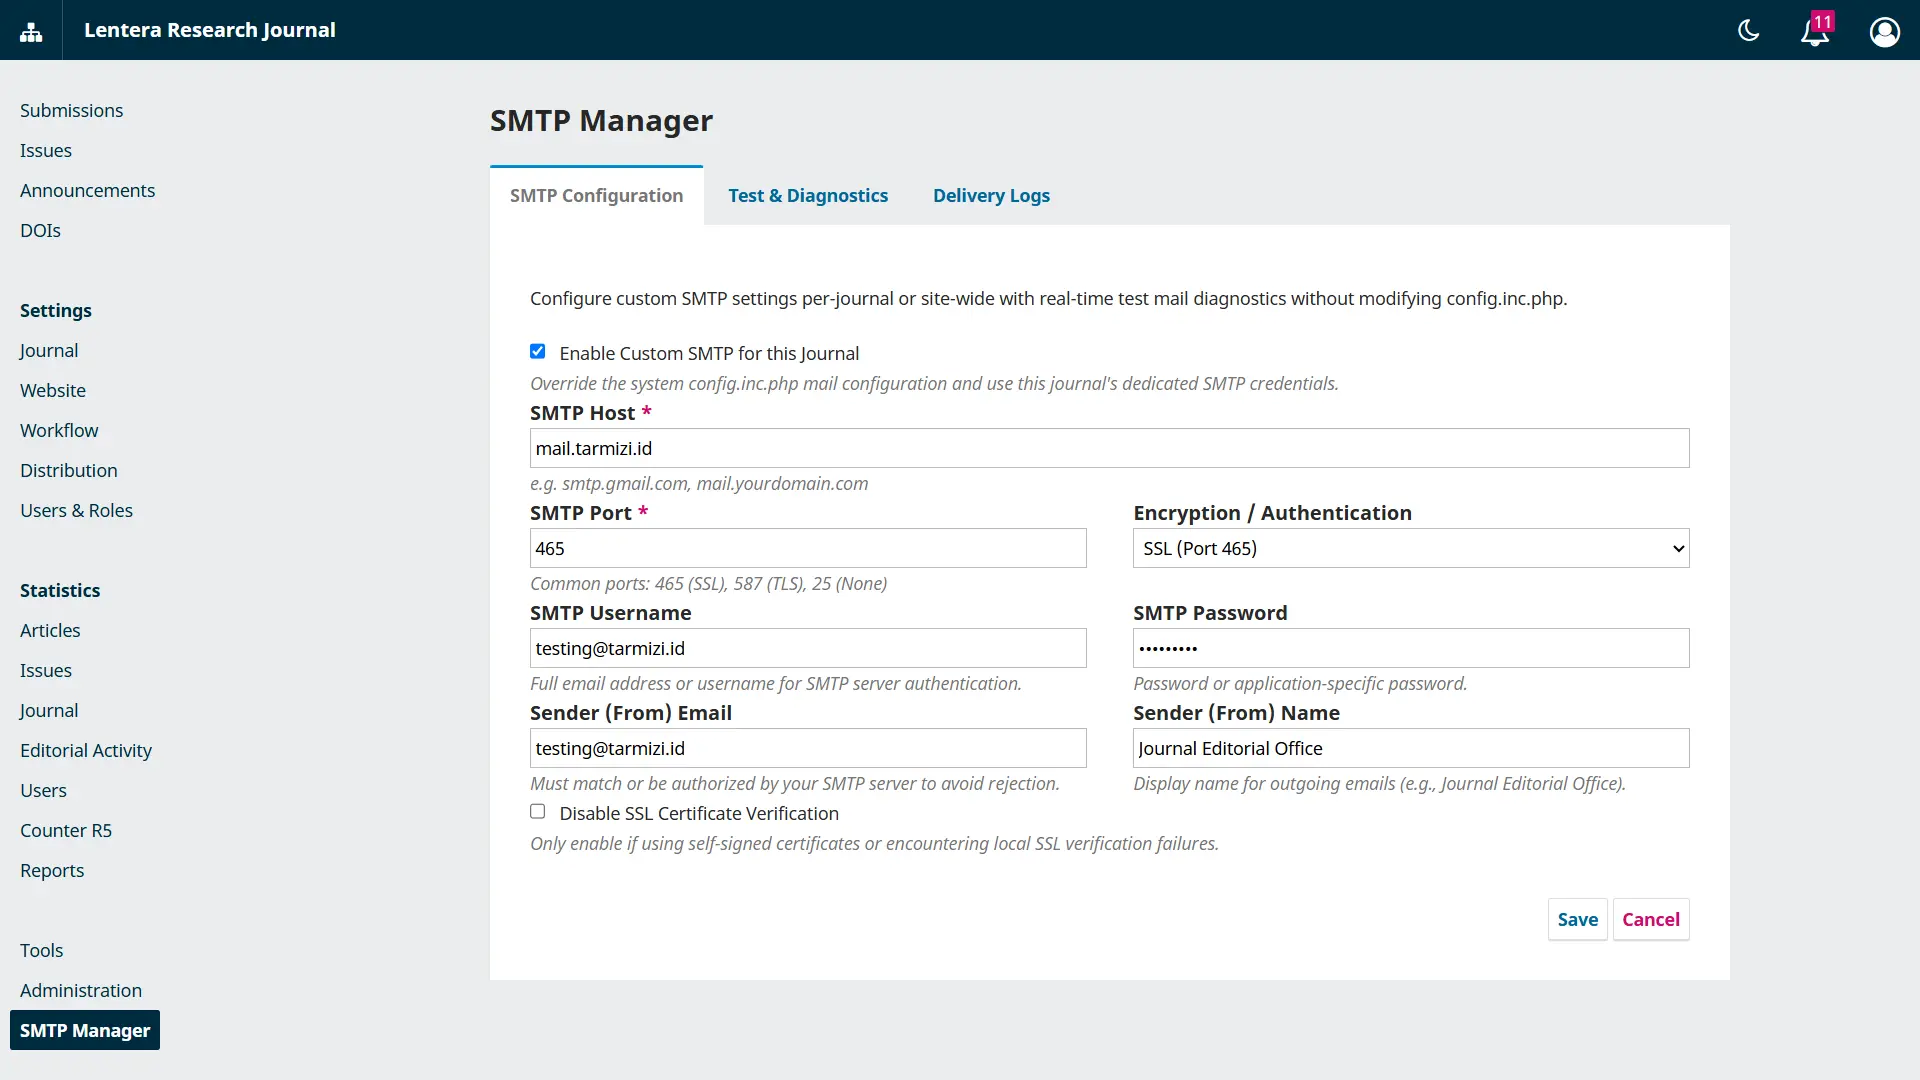 Lentera Research Journal
11
Submissions
Issues
Announcements
DOIs
Settings
Journal
Website
Workflow
Distribution
Users & Roles
Statistics
Articles
Issues
Journal
Editorial Activity
Users
Counter R5
Reports
Tools
Administration
SMTP Manager
SMTP Manager
SMTP Configuration
Test & Diagnostics
Delivery Logs
Configure custom SMTP settings per-journal or site-wide with real-time test mail diagnostics without modifying config.inc.php.
Enable Custom SMTP for this Journal
Override the system config.inc.php mail configuration and use this journal's dedicated SMTP credentials.
SMTP Host *
mail.tarmizi.id
e.g. smtp.gmail.com, mail.yourdomain.com
SMTP Port *
465
Common ports: 465 (SSL), 587 (TLS), 25 (None)
Encryption / Authentication
SSL (Port 465)
SMTP Username
testing@tarmizi.id
Full email address or username for SMTP server authentication.
SMTP Password
•••••••••
Password or application-specific password.
Sender (From) Email
testing@tarmizi.id
Must match or be authorized by your SMTP server to avoid rejection.
Sender (From) Name
Journal Editorial Office
Display name for outgoing emails (e.g., Journal Editorial Office).
Disable SSL Certificate Verification
Only enable if using self-signed certificates or encountering local SSL verification failures.
Save
Cancel